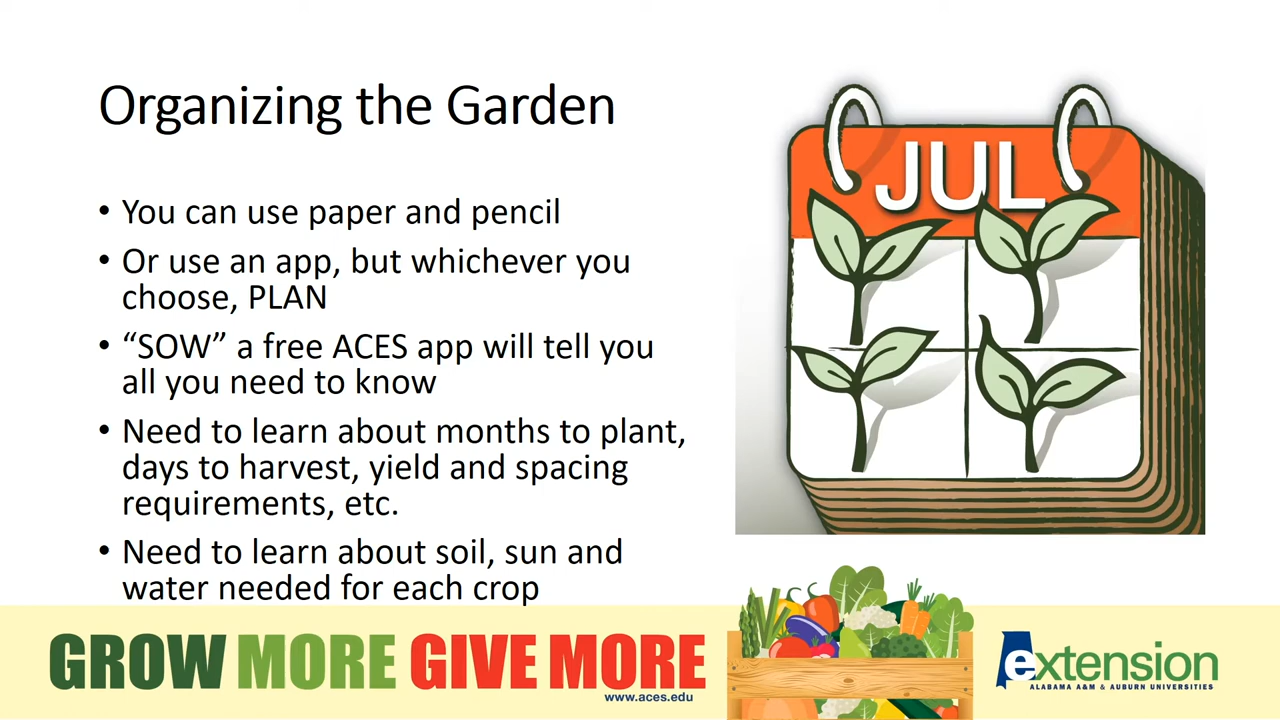 Organizing the Garden
JUL
• You can use paper and pencil
• Or use an app, but whichever you
choose, PLAN
• “SOW” a free ACES app will tell you
all you need to know
• Need to learn about months to plant,
days to harvest, yield and spacing
requirements, etc.
• Need to learn about soil, sun and
water needed for each crop
GROW MORE GIVE MORE
www.aces.edu
extension
ALABAMA A&M & AUBURN UNIVERSITIES